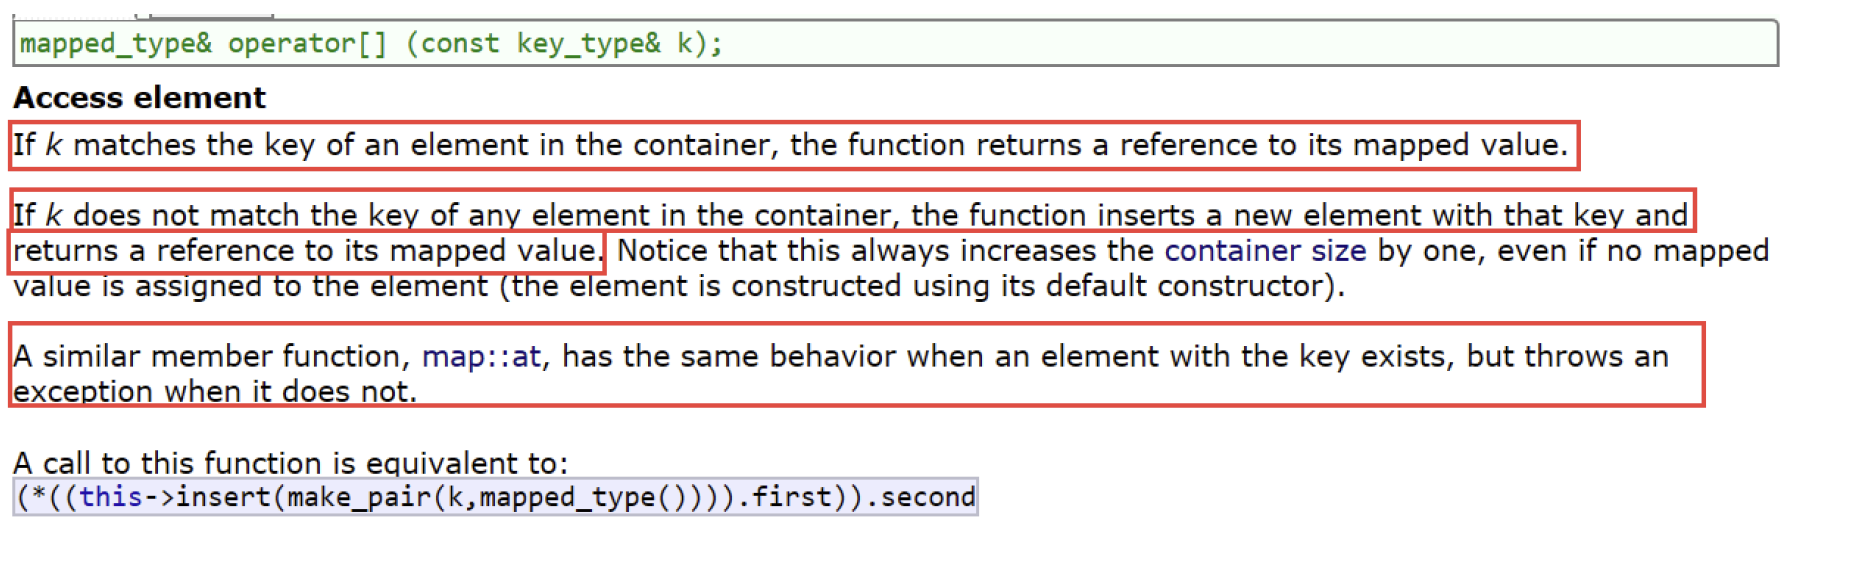 mapped_type& operator[] (const key_type& k);
Access element
If k matches the key of an element in the container, the function returns a reference to its mapped value.
If k does not match the key of any element in the container, the function inserts a new element with that key and
returns a reference to its mapped value. Notice that this always increases the container size by one, even if no mapped
value is assigned to the element (the element is constructed using its default constructor).
A similar member function, map::at, has the same behavior when an element with the key exists, but throws an
exception when it does not.
A call to this function is equivalent to:
(*((this->insert(make_pair(k,mapped_type()))).first)).second